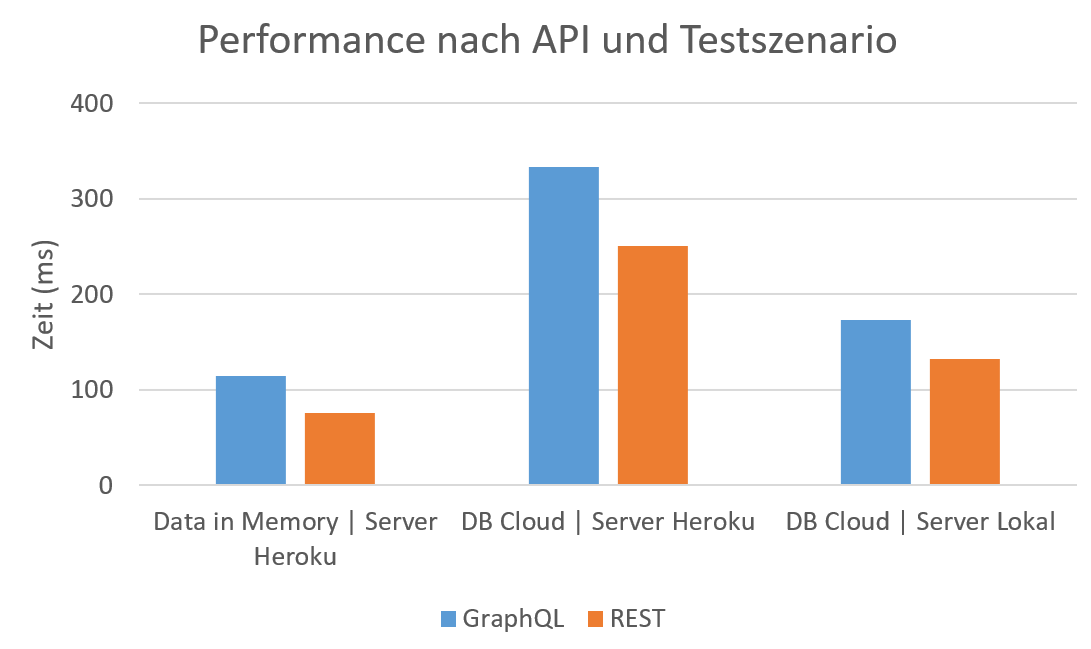 Performance nach API und Testszenario
400
300
200
100
0
Zeit (ms)
Data in Memory | Server
Heroku
DB Cloud | Server Heroku
DB Cloud | Server Lokal
GraphQL
REST